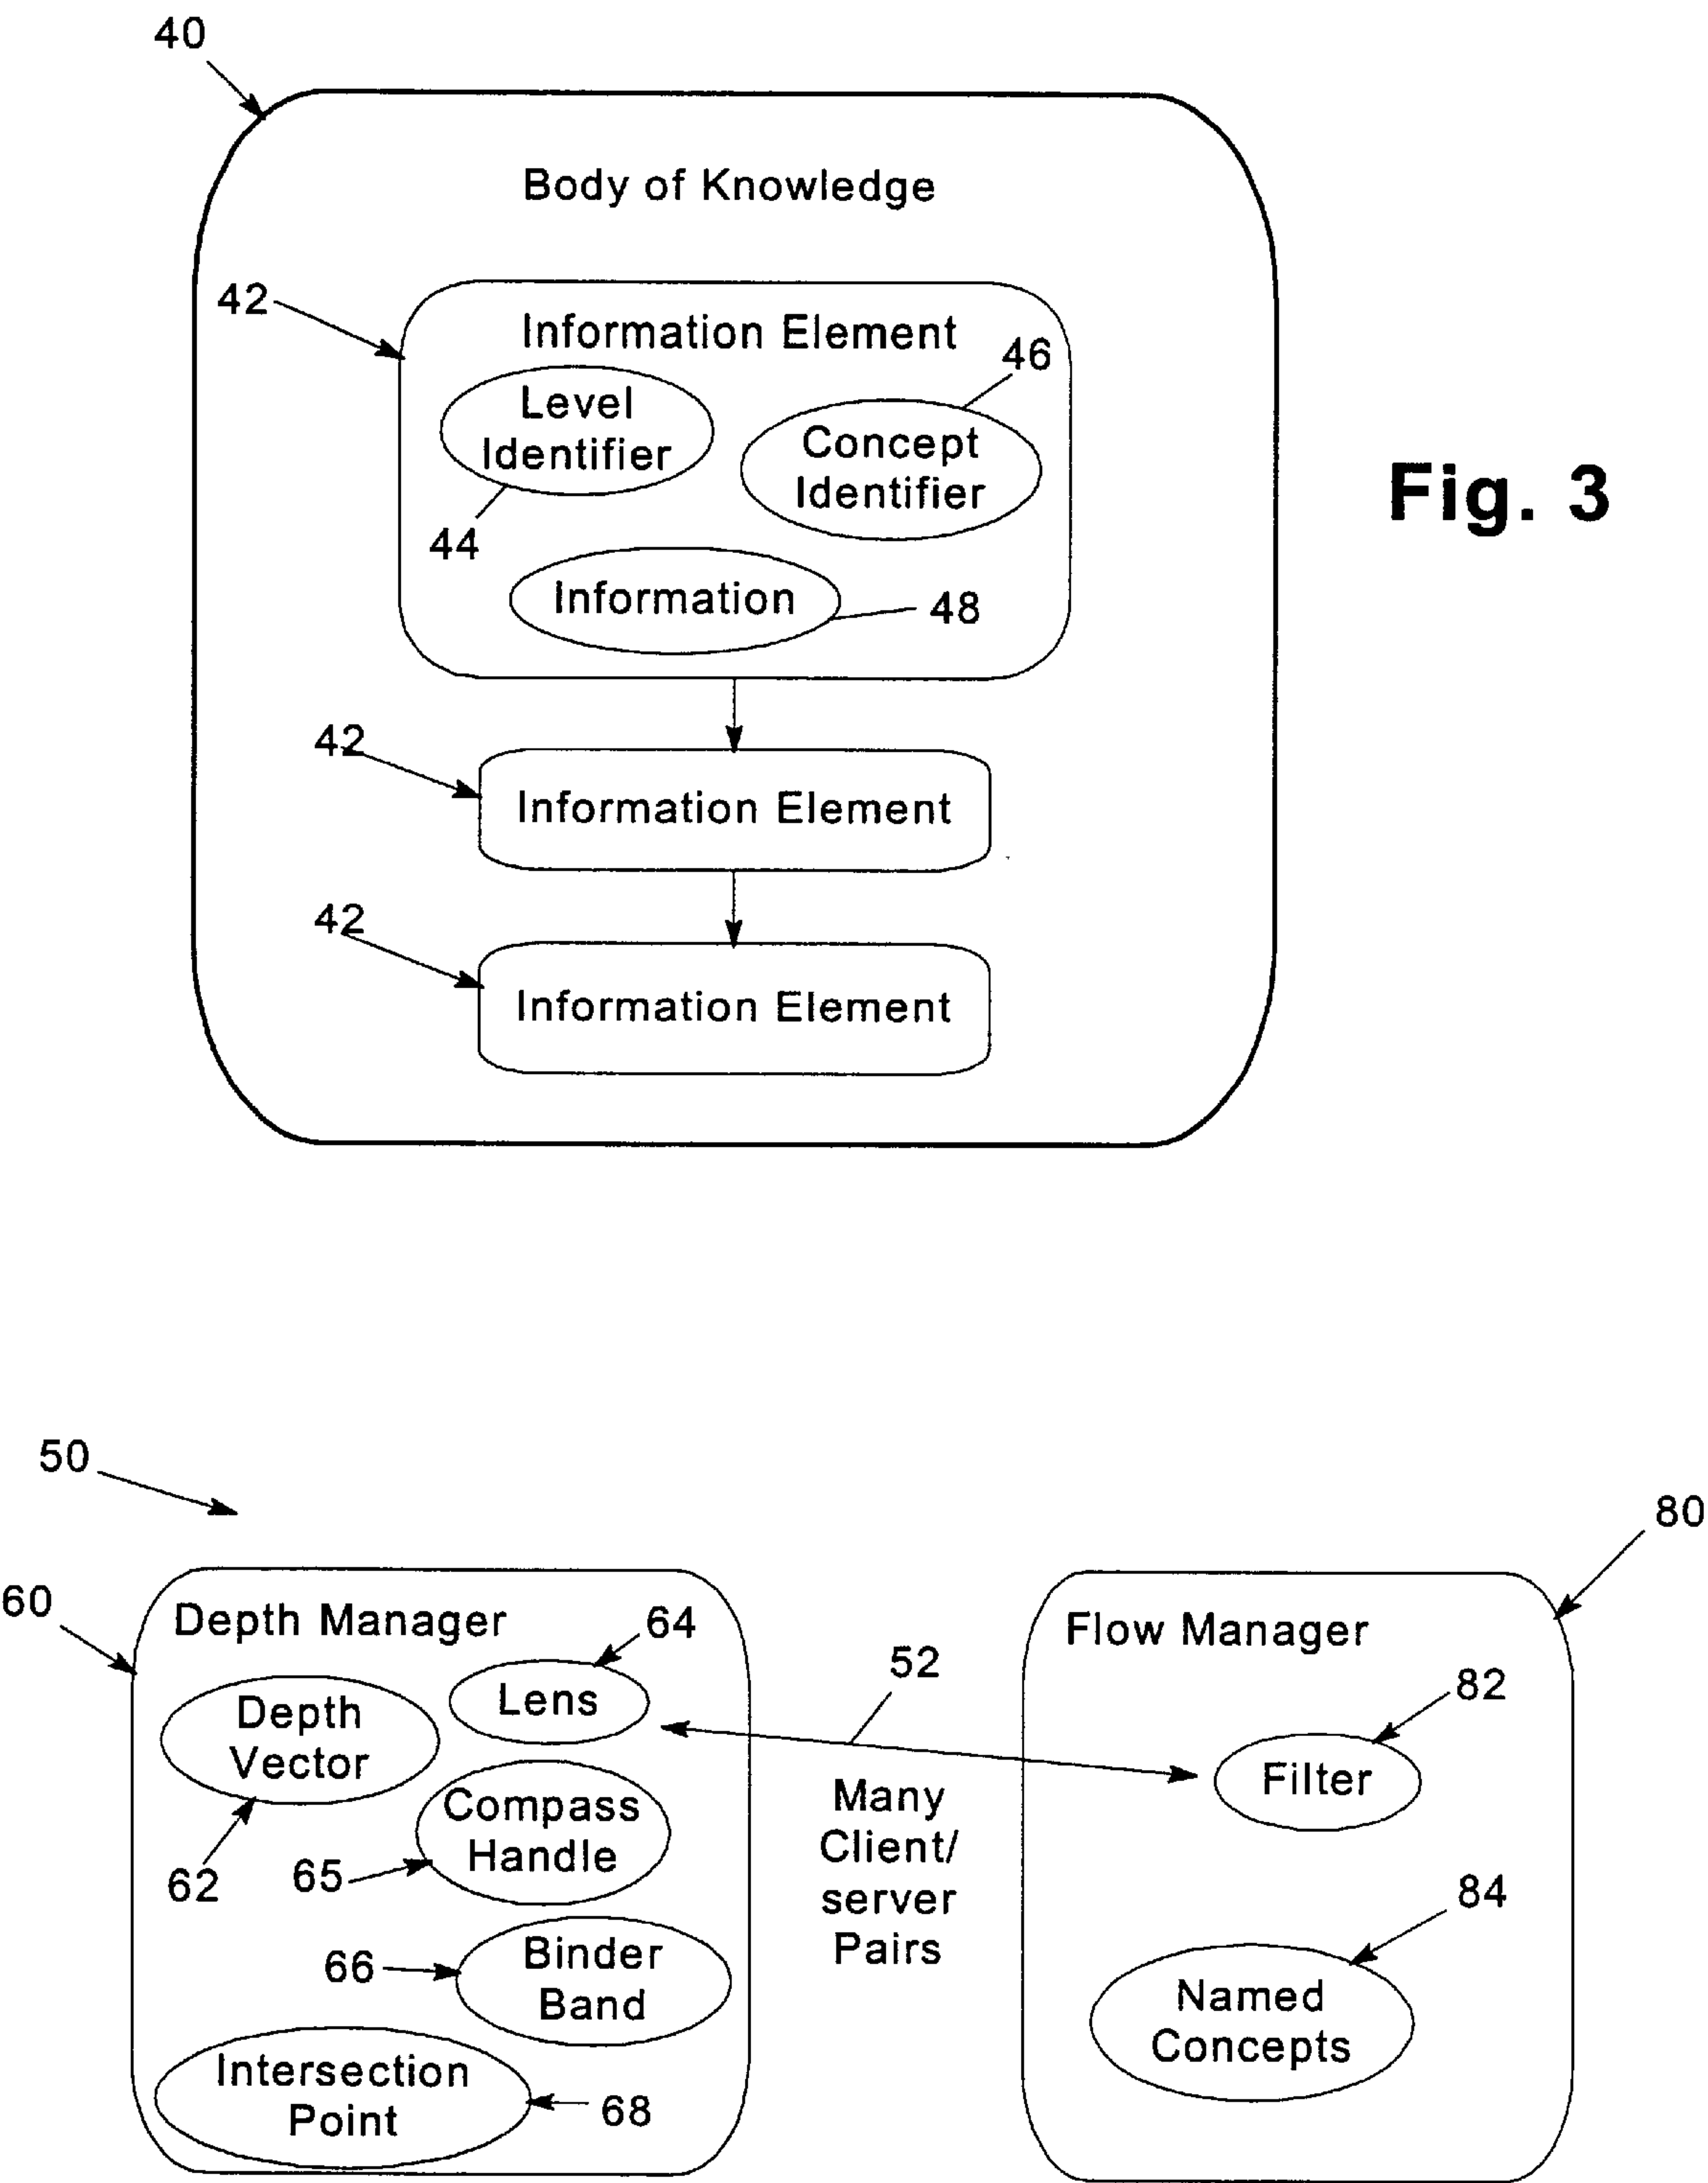 40
Body of Knowledge
42
Information Element
46
Level
Identifier
Concept
Identifier
44
Information
48
Fig. 3
42
Information Element
42
Information Element
50
80
60
Depth Manager
64
Flow Manager
52
82
Lens
Depth
Vector
Filter
Compass
Handle
62
65
Many
Client/
server
Pairs
84
66
Binder
Band
Named
Concepts
Intersection
Point
68